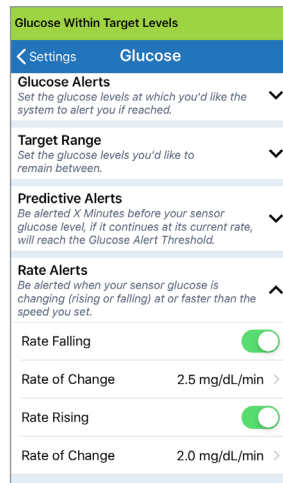 Glucose Within Target Levels
Settings
Glucose
Glucose Alerts
Set the glucose levels at which you'd like the
system to alert you if reached.
Target Range
Set the glucose levels you'd like to
remain between.
Predictive Alerts
Be alerted X Minutes before your sensor
glucose level, if it continues at its current rate,
will reach the Glucose Alert Threshold.
Rate Alerts
Be alerted when your sensor glucose is
changing (rising or falling) at or faster than the
speed you set.
Rate Falling
Rate of Change 2.5 mg/dL/min
Rate Rising
Rate of Change 2.0 mg/dL/min